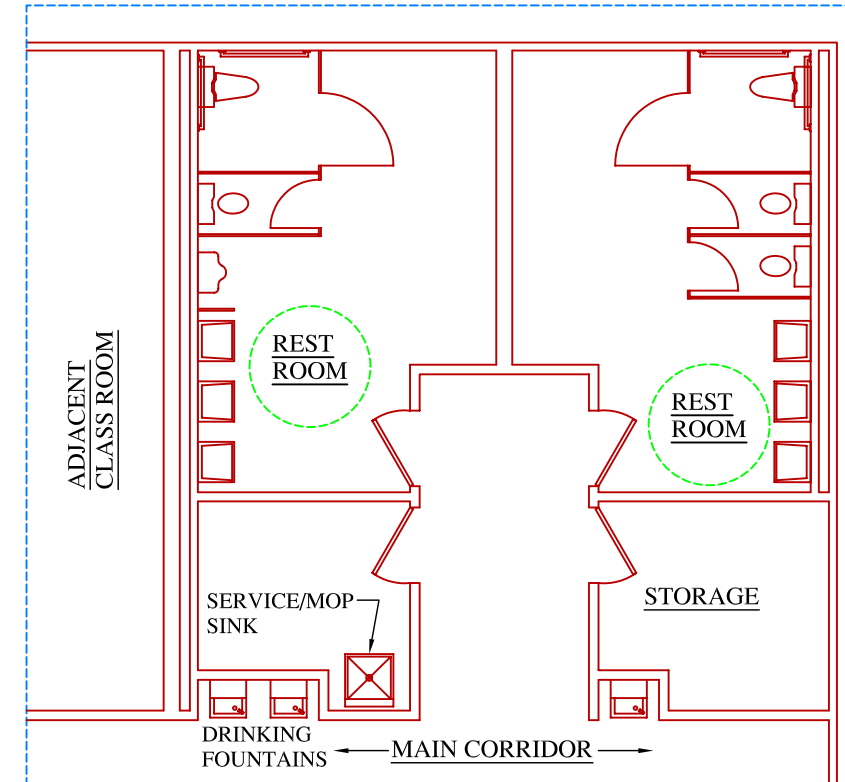 REST
ROOM
REST
ROOM
ADJACENT
CLASS ROOM
SERVICE/MOP
SINK
STORAGE
DRINKING
FOUNTAINS
MAIN CORRIDOR